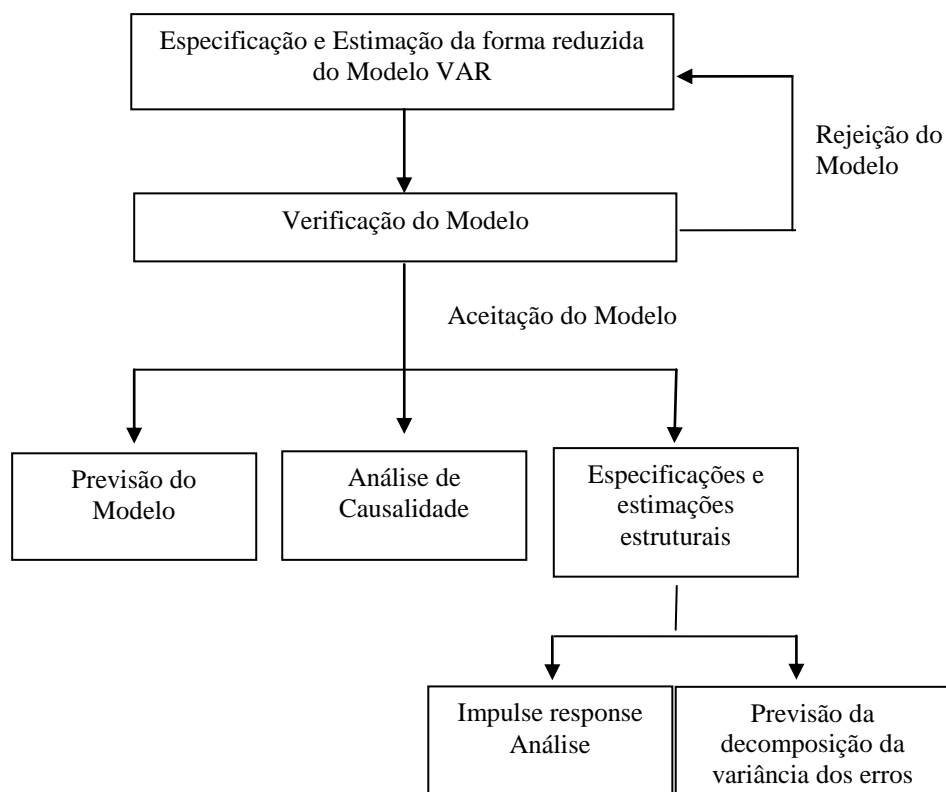 Especificação e Estimação da forma reduzida
do Modelo VAR
Rejeição do
Modelo
Verificação do Modelo
Aceitação do Modelo
Previsão do
Modelo
Análise de
Causalidade
Especificações e
estimações
estruturais
Impulse response
Análise
Previsão da
decomposição da
variância dos erros